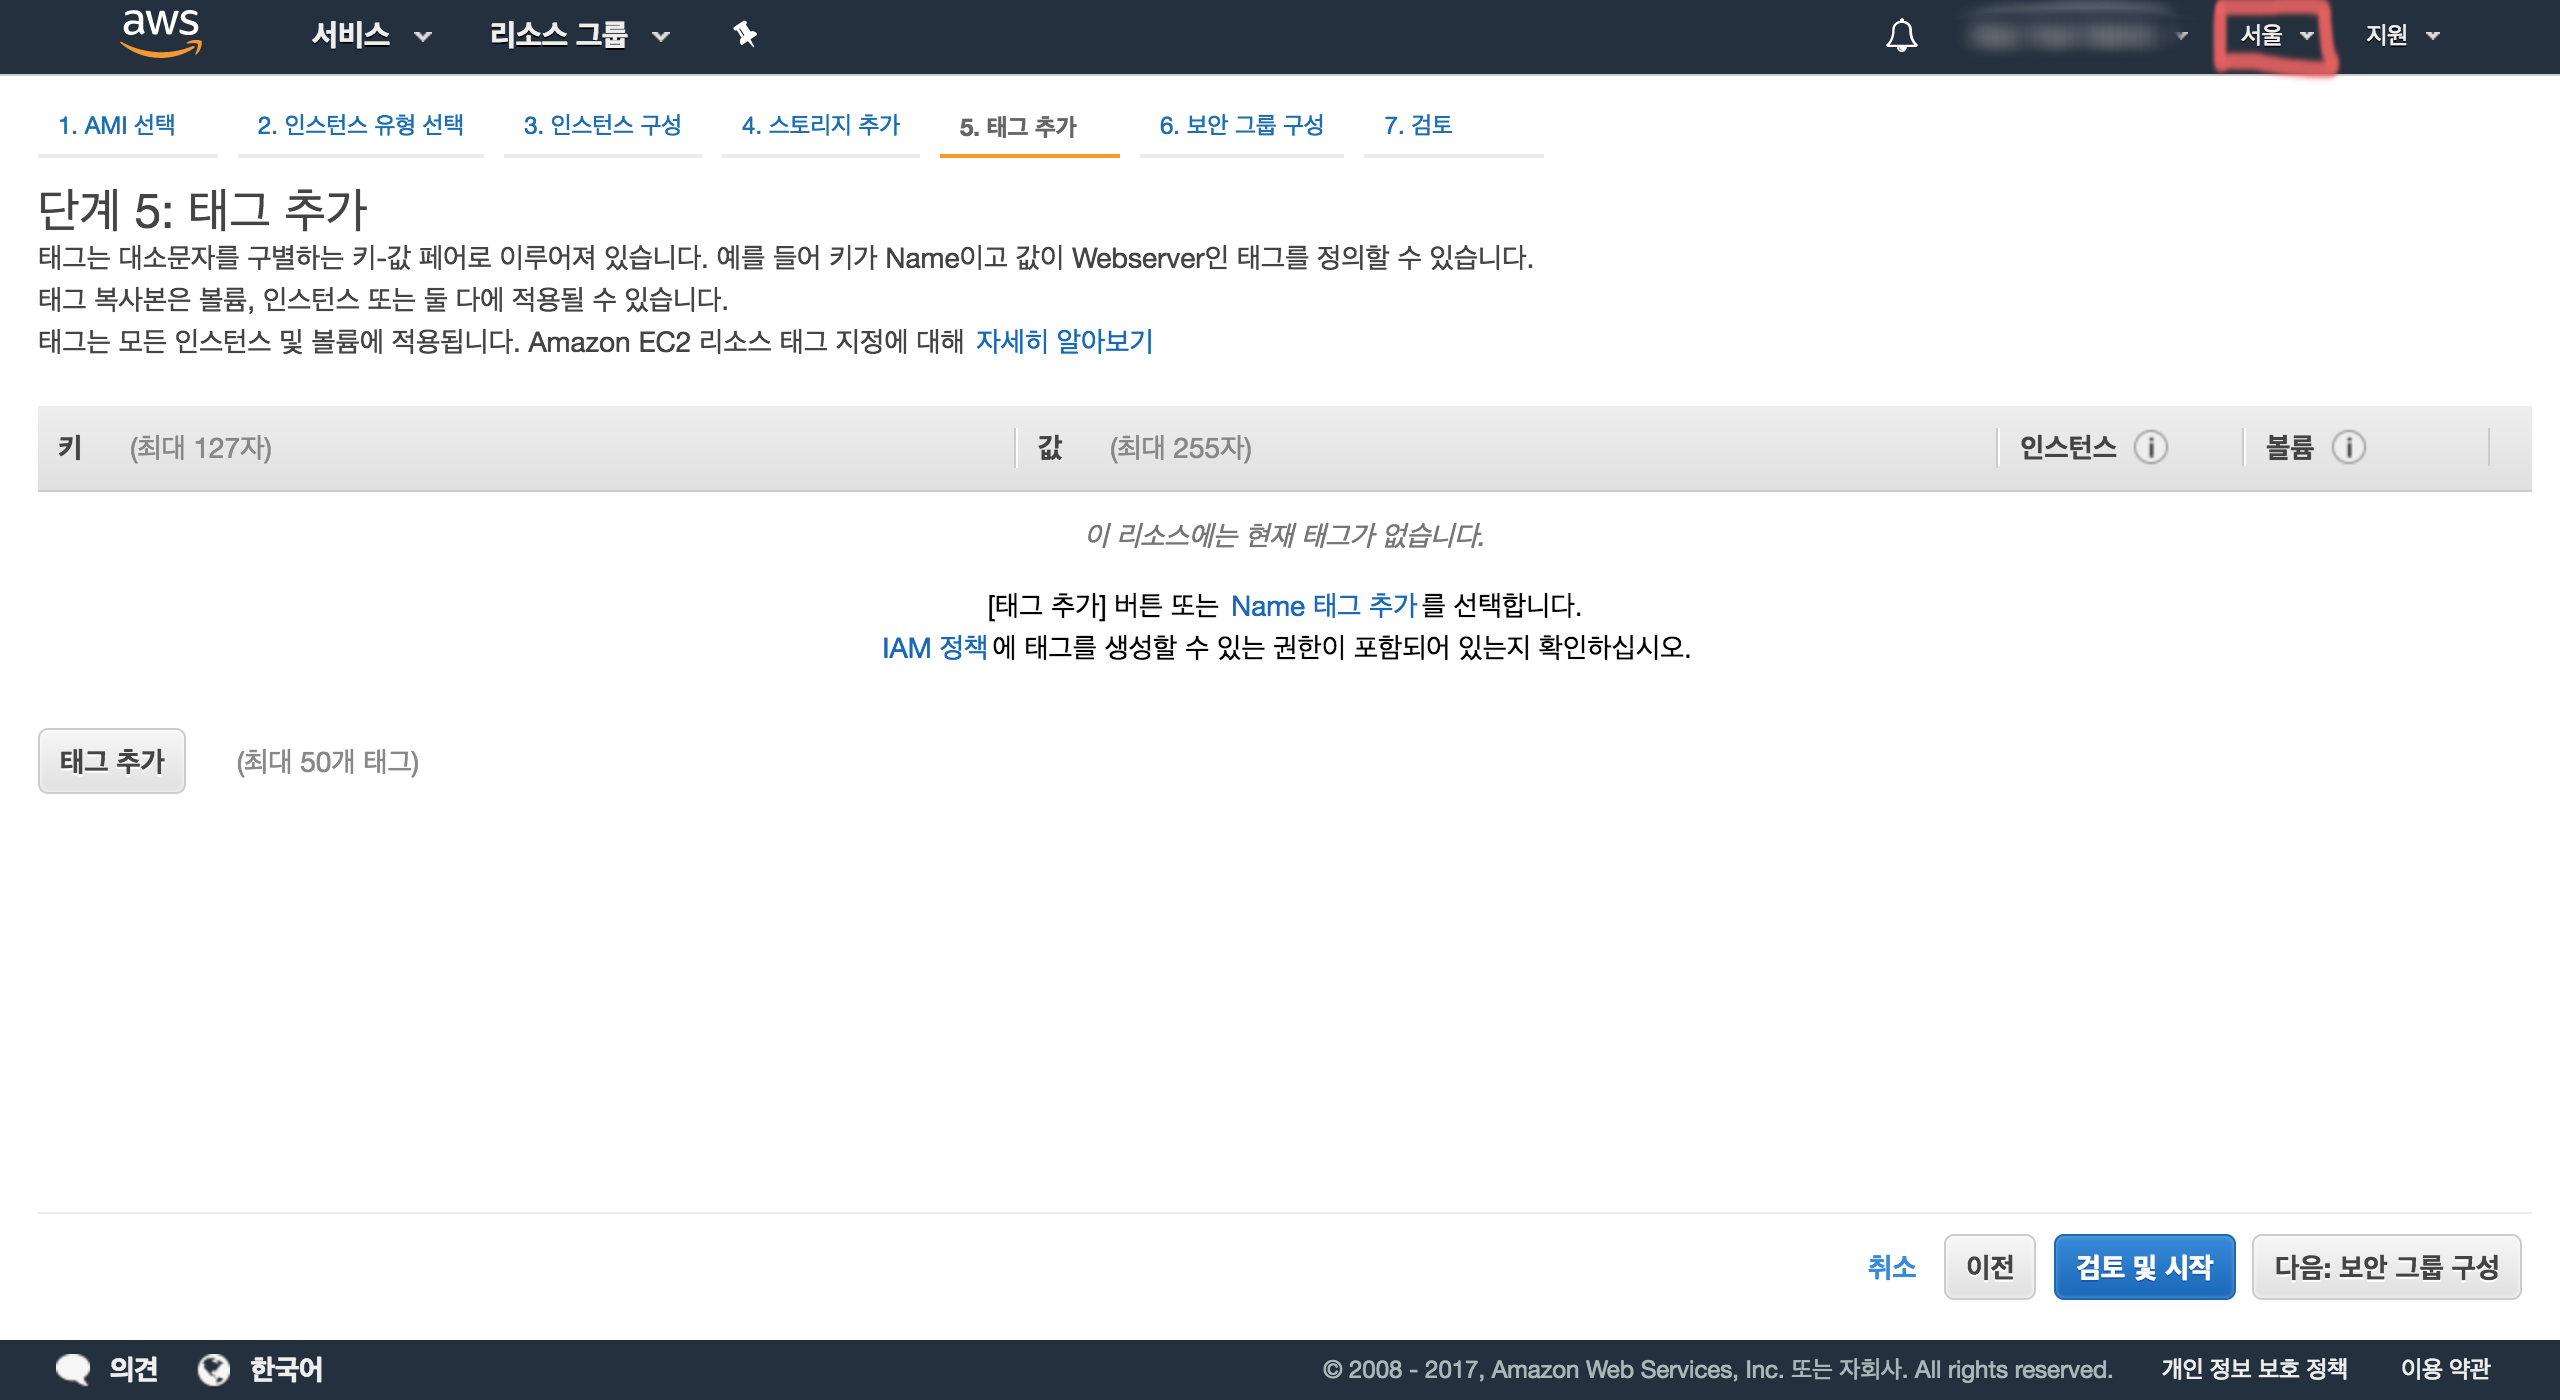 aws 서비스 리소스 그룹 서울 지원
1. AMI 선택 2. 인스턴스 유형 선택 3. 인스턴스 구성 4. 스토리지 추가 5. 태그 추가 6. 보안 그룹 구성 7. 검토
단계 5: 태그 추가
태그는 대소문자를 구별하는 키-값 페어로 이루어져 있습니다. 예를 들어 키가 Name이고 값이 Webserver인 태그를 정의할 수 있습니다.
태그 복사본은 볼륨, 인스턴스 또는 둘 다에 적용될 수 있습니다.
태그는 모든 인스턴스 및 볼륨에 적용됩니다. Amazon EC2 리소스 태그 지정에 대해 자세히 알아보기
키 (최대 127자) 값 (최대 255자) 인스턴스 i 볼륨 i
이 리소스에는 현재 태그가 없습니다.
[태그 추가] 버튼 또는 Name 태그 추가를 선택합니다.
IAM 정책에 태그를 생성할 수 있는 권한이 포함되어 있는지 확인하십시오.
태그 추가 (최대 50개 태그)
취소 이전 검토 및 시작 다음: 보안 그룹 구성
의견 한국어 © 2008 - 2017, Amazon Web Services, Inc. 또는 자회사. All rights reserved. 개인 정보 보호 정책 이용 약관